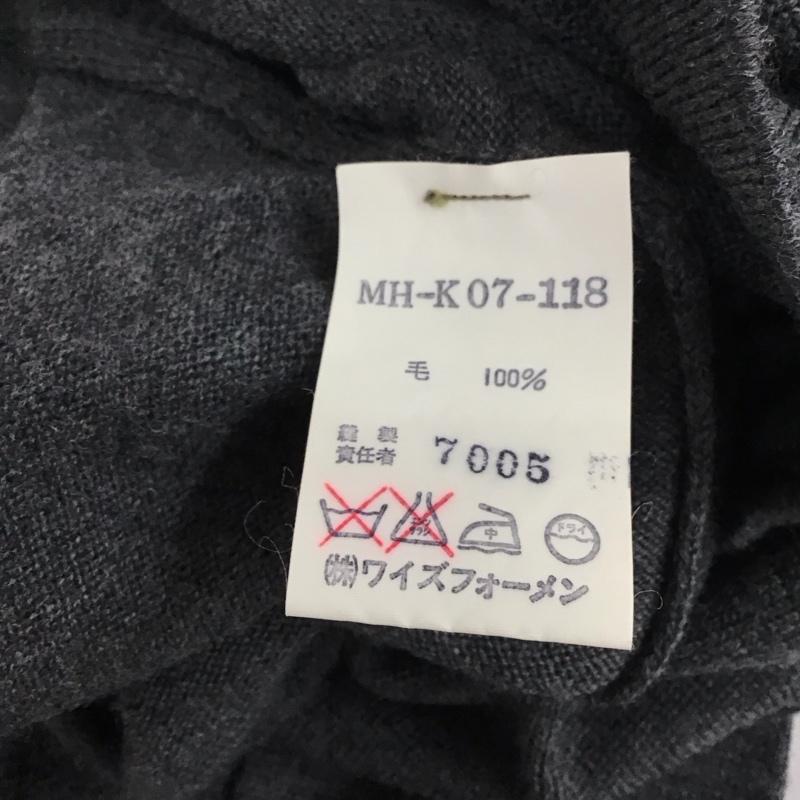 MH-K07-118
毛 100%
縫製
責任者 7005
中 ドライ
㈱ワイズフォーメン